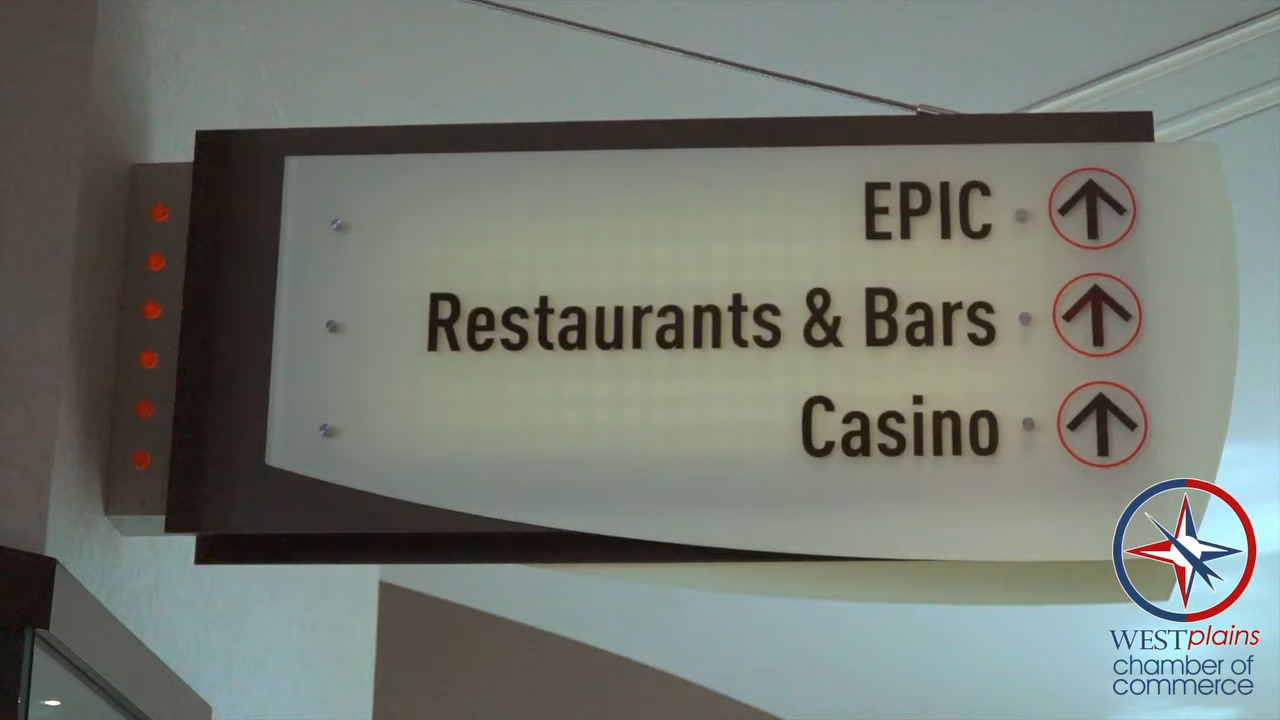 EPIC
Restaurants & Bars
Casino
WESTplains
chamber of
commerce